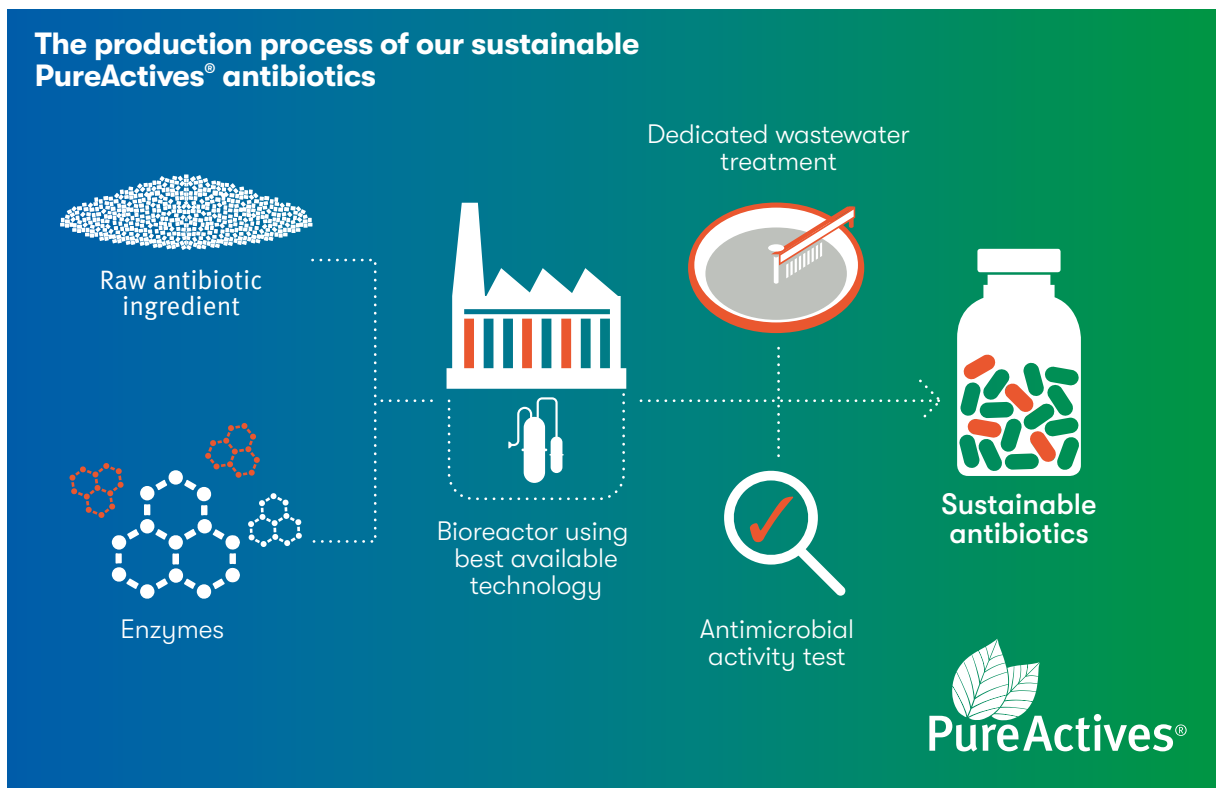 The production process of our sustainable
PureActives® antibiotics
Raw antibiotic
ingredient
Enzymes
Bioreactor using
best available
technology
Dedicated wastewater
treatment
Antimicrobial
activity test
Sustainable
antibiotics
PureActives®